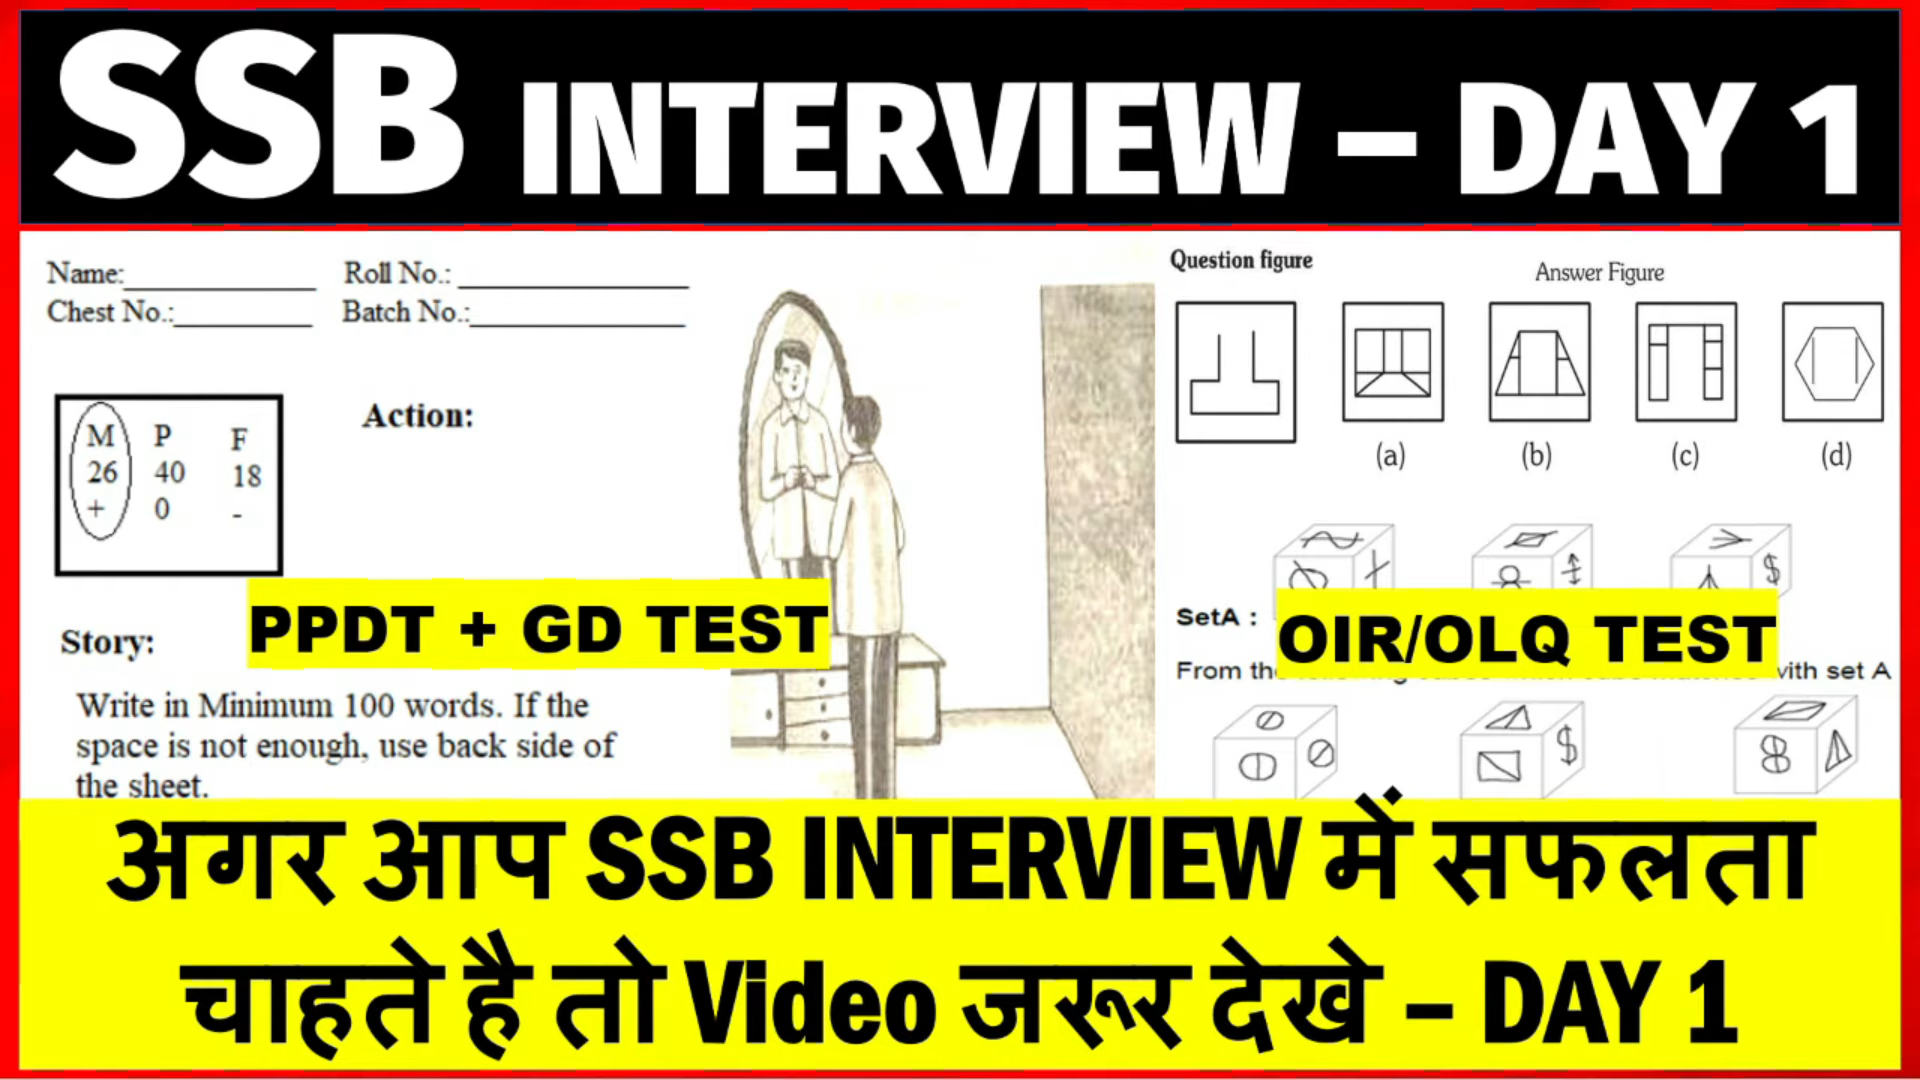 SSB INTERVIEW – DAY 1
Name:
Roll No.:
Chest No.:
Batch No.:
M P F
26 40 18
+ 0 -
Action:
Story:
Write in Minimum 100 words. If the
space is not enough, use back side of
the sheet.
PPDT + GD TEST
Question figure
Answer Figure
(a) (b) (c) (d)
$
SetA :
OIR/OLQ TEST
From the with set A
$
8
अगर आप SSB INTERVIEW में सफलता
चाहते है तो Video जरूर देखे – DAY 1